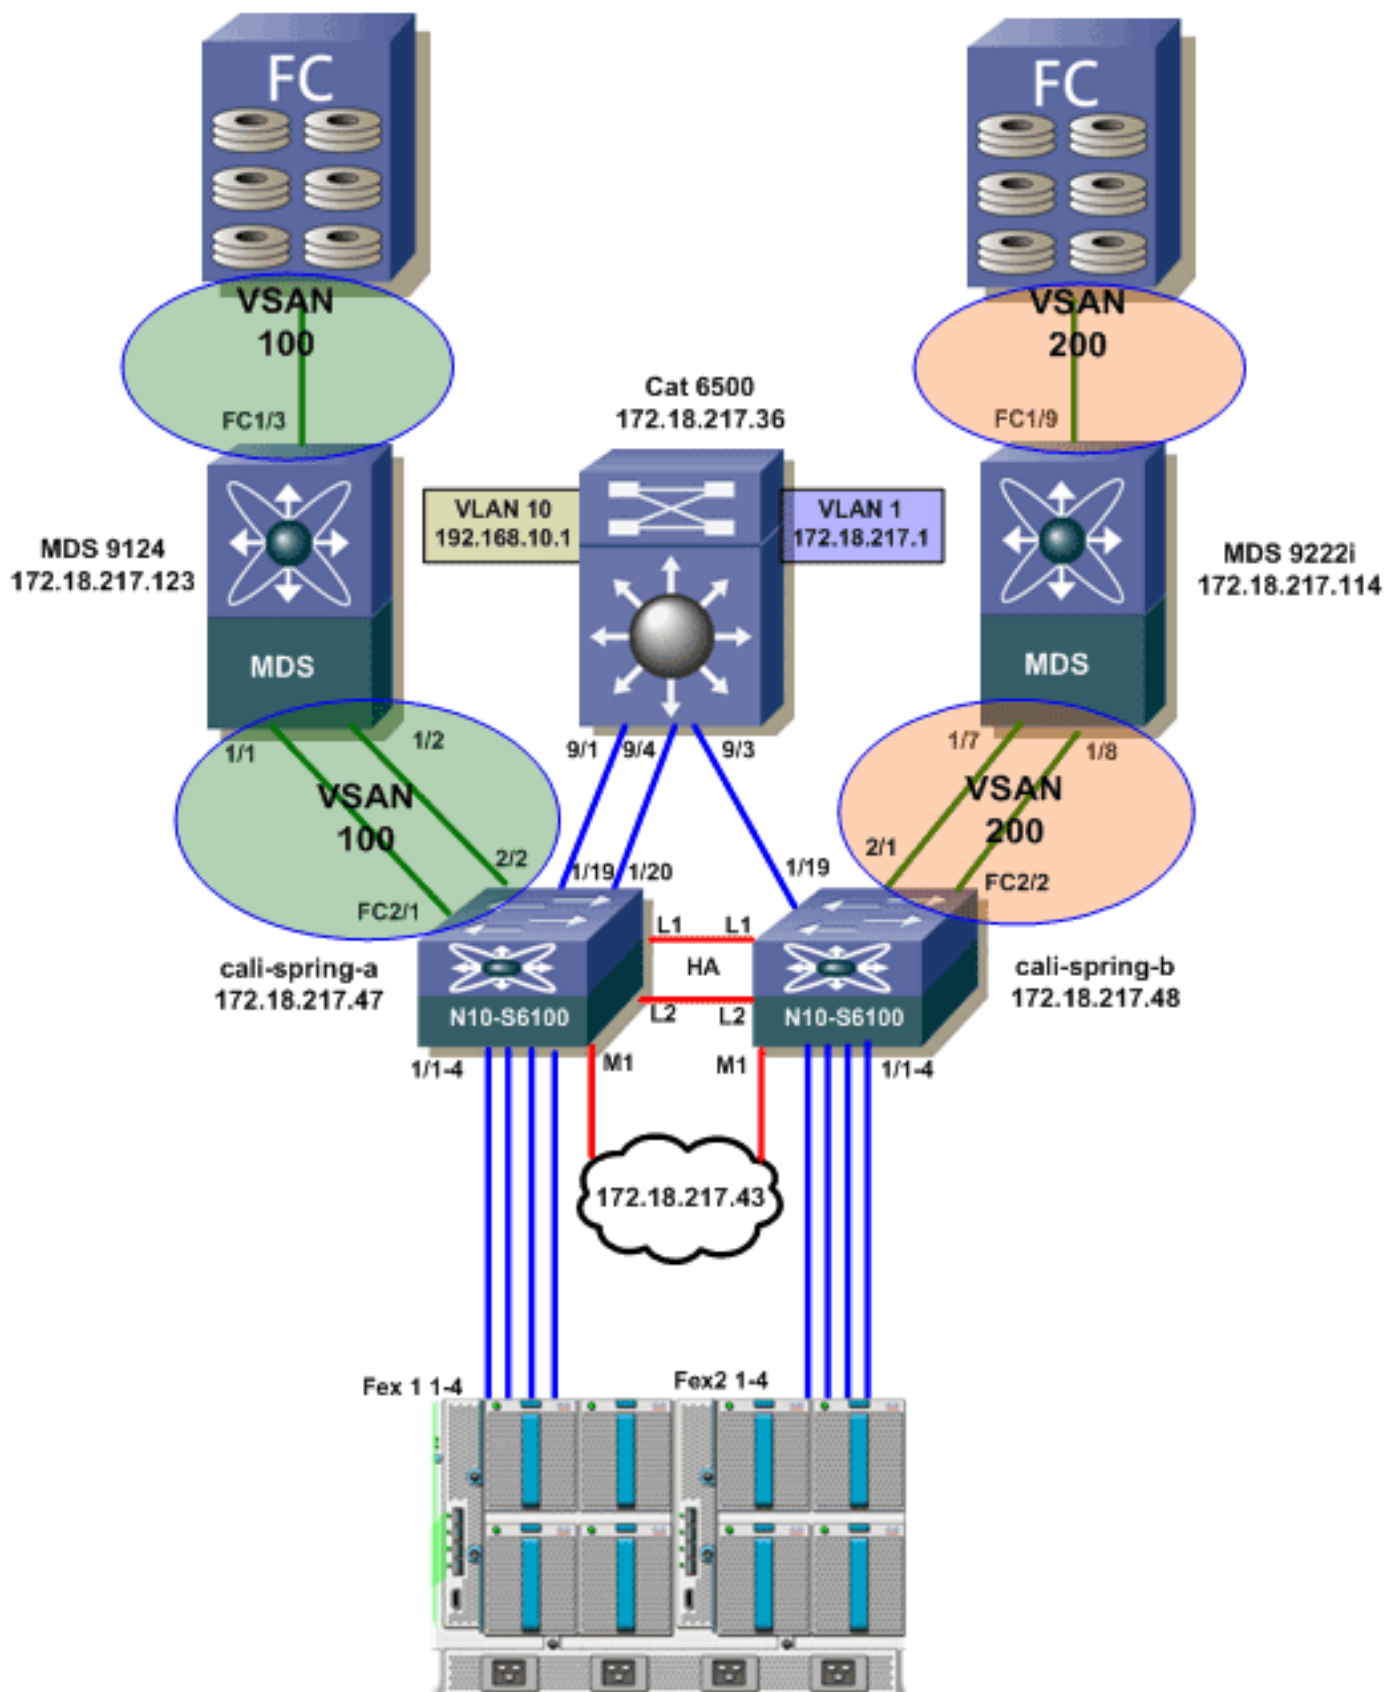 FC
FC
VSAN
100
VSAN
200
FC1/3
FC1/9
Cat 6500
172.18.217.36
VLAN 10
192.168.10.1
VLAN 1
172.18.217.1
MDS 9124
172.18.217.123
MDS 9222i
172.18.217.114
MDS
MDS
1/1
1/2
9/1
9/4
9/3
1/7
1/8
VSAN
100
VSAN
200
2/2
FC2/1
1/19
1/20
1/19
2/1
FC2/2
L1
L1
HA
L2
L2
cali-spring-a
172.18.217.47
cali-spring-b
172.18.217.48
N10-S6100
N10-S6100
1/1-4
M1
M1
1/1-4
172.18.217.43
Fex 1 1-4
Fex2 1-4